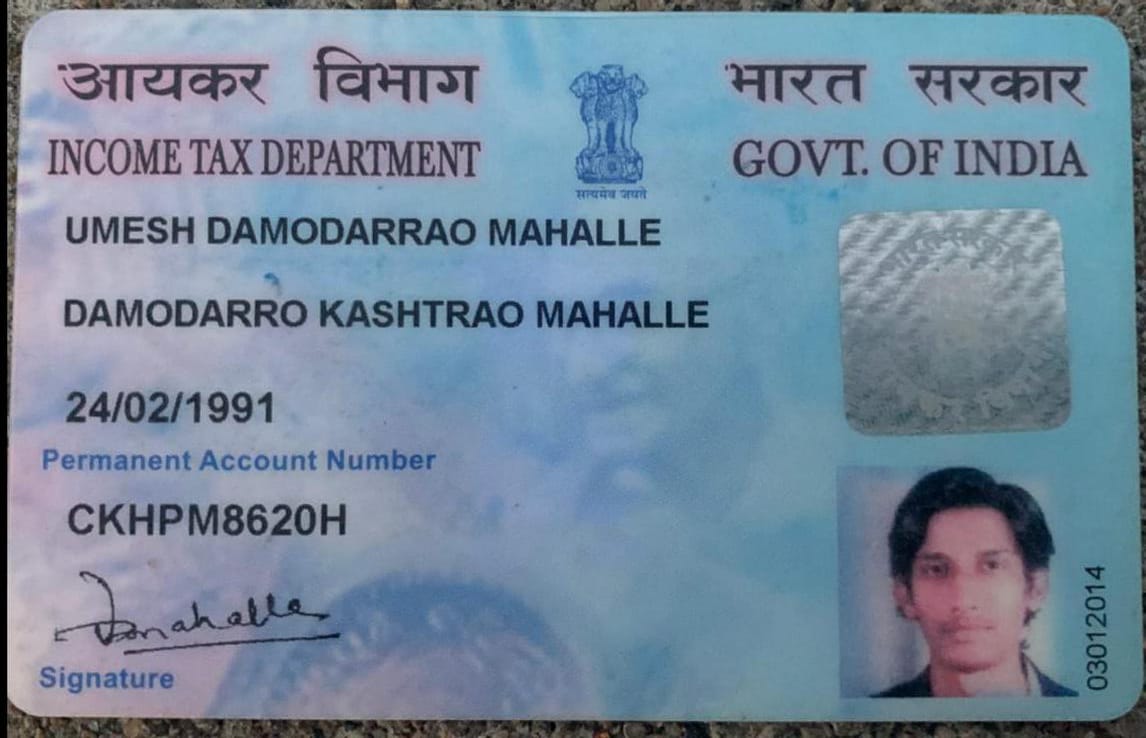 आयकर विभाग
भारत सरकार
INCOME TAX DEPARTMENT
GOVT. OF INDIA
सत्यमेव जयते
UMESH DAMODARRAO MAHALLE
DAMODARRO KASHTRAO MAHALLE
24/02/1991
Permanent Account Number
CKHPM8620H
Signature
03012014